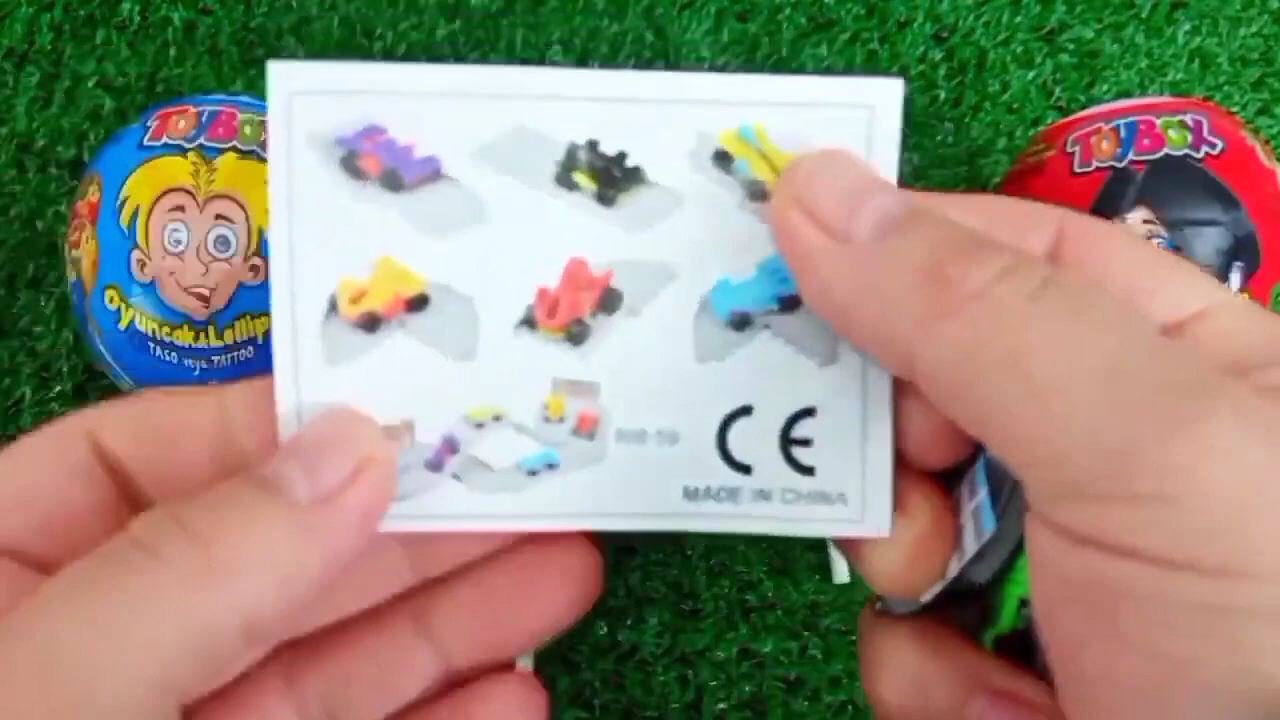 TOYBOX
Oyuncak&Lollip
TASO veya TATTOO
CE
MADE IN CHINA
TOYBOX